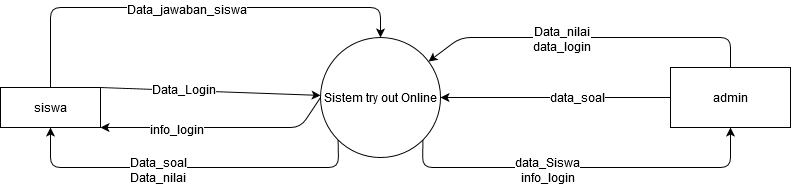 Data_jawaban_siswa
Data_nilai
data_login
Data_Login
Sistem try out Online
data_soal
admin
siswa
info_login
Data_soal
Data_nilai
data_Siswa
info_login